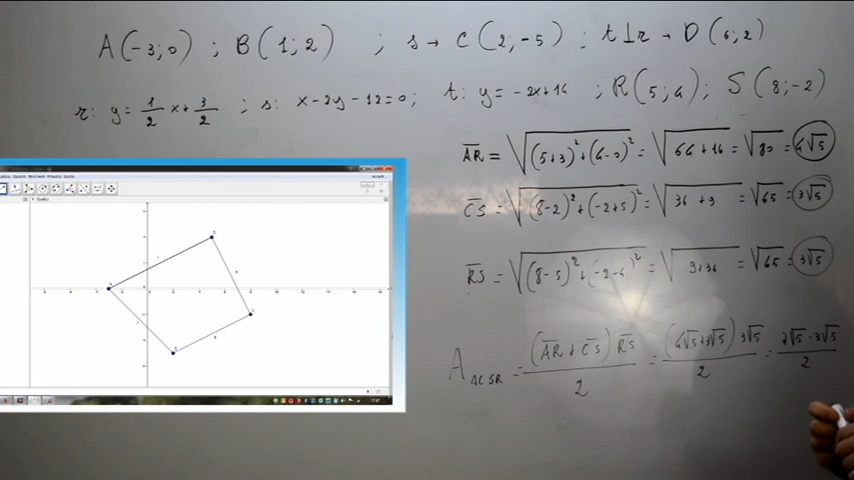 A(-3;0) ; B(1;2) ; s → C(2;-5) ; t⊥r → D(6;2)
r: y = 1/2 x + 3/2 ; s: x-2y-12=0 ; t: y = -2x+14 ; R(5;4) ; S(8;-2)
AR = √((5+3)²+(4-0)²) = √(64+16) = √80 = 4√5
CS = √((8-2)²+(-2+5)²) = √(36+9) = √45 = 3√5
RS = √((8-5)²+(-2-4)²) = √(9+36) = √45 = 3√5
A ACSR = (AR + CS) RS / 2 = (4√5+3√5) 3√5 / 2 = 7√5 · 3√5 / 2